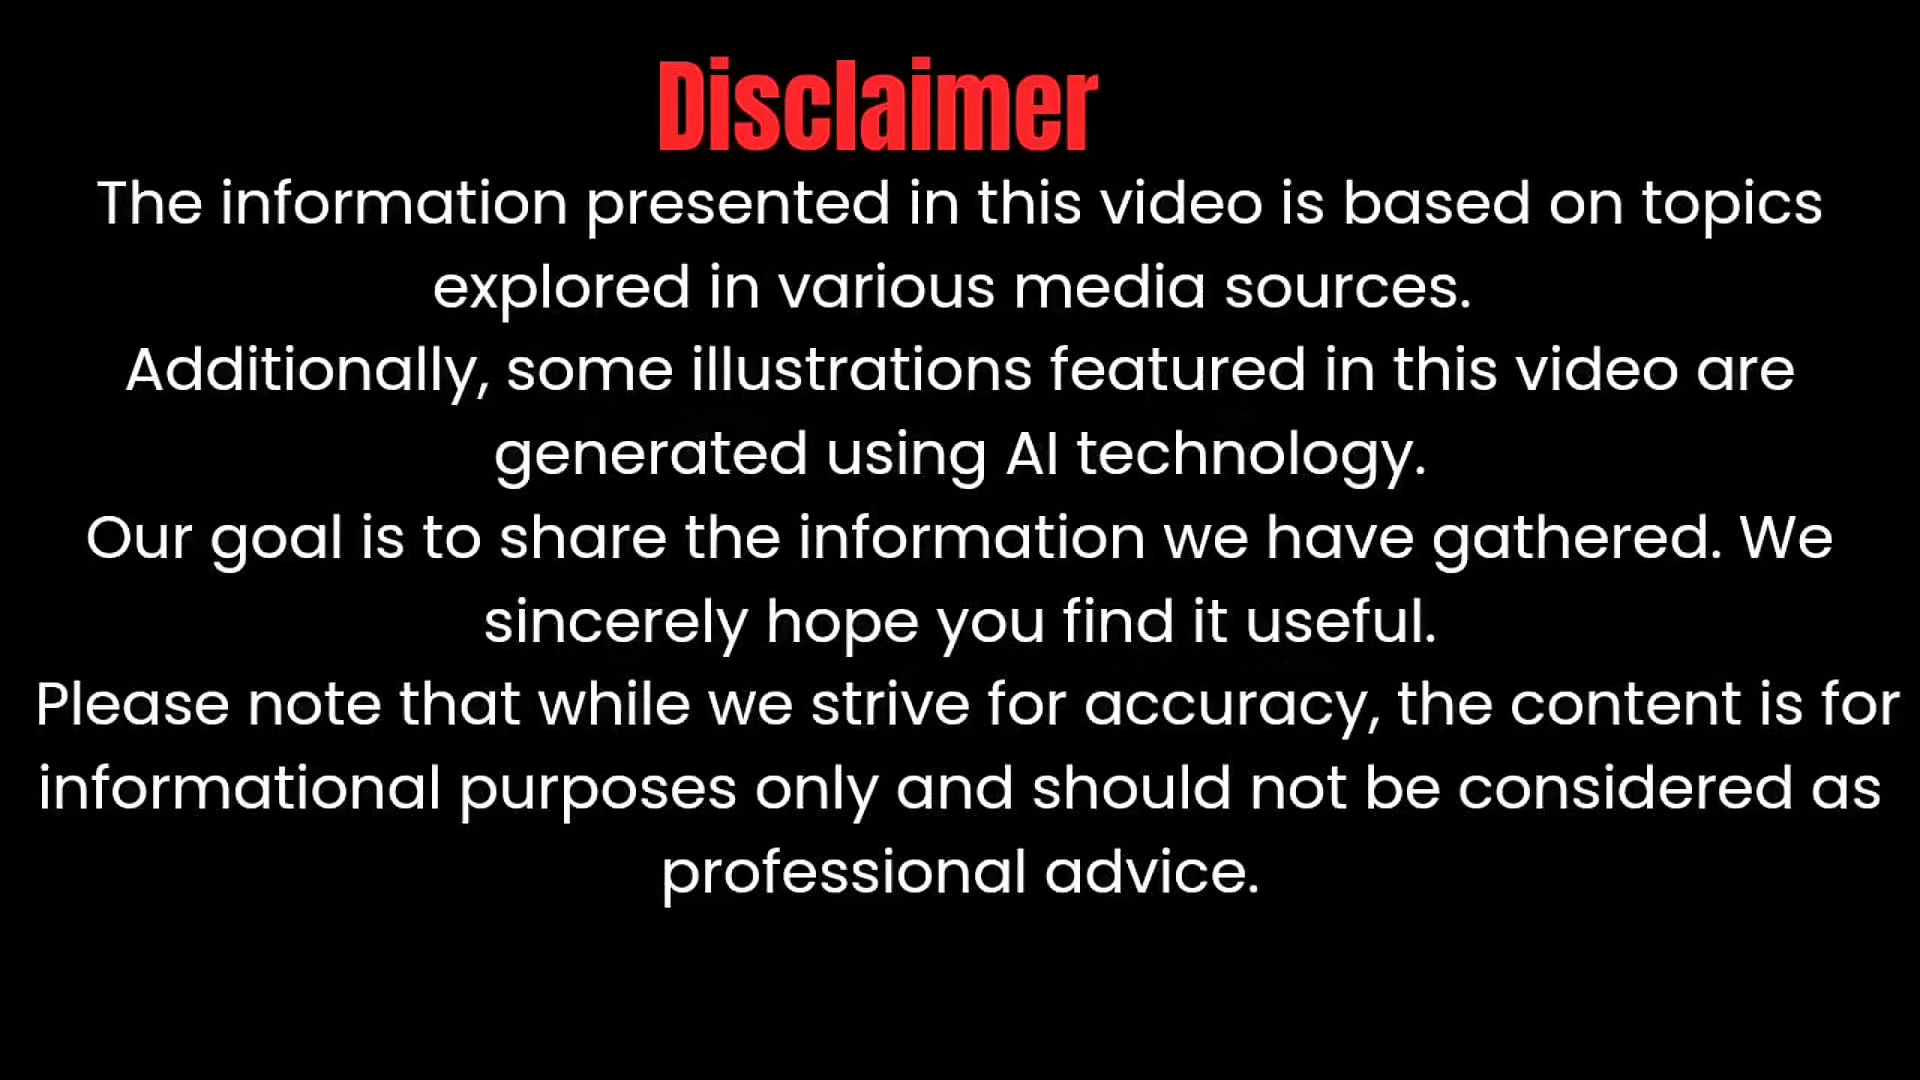 Disclaimer
The information presented in this video is based on topics
explored in various media sources.
Additionally, some illustrations featured in this video are
generated using AI technology.
Our goal is to share the information we have gathered. We
sincerely hope you find it useful.
Please note that while we strive for accuracy, the content is for
informational purposes only and should not be considered as
professional advice.